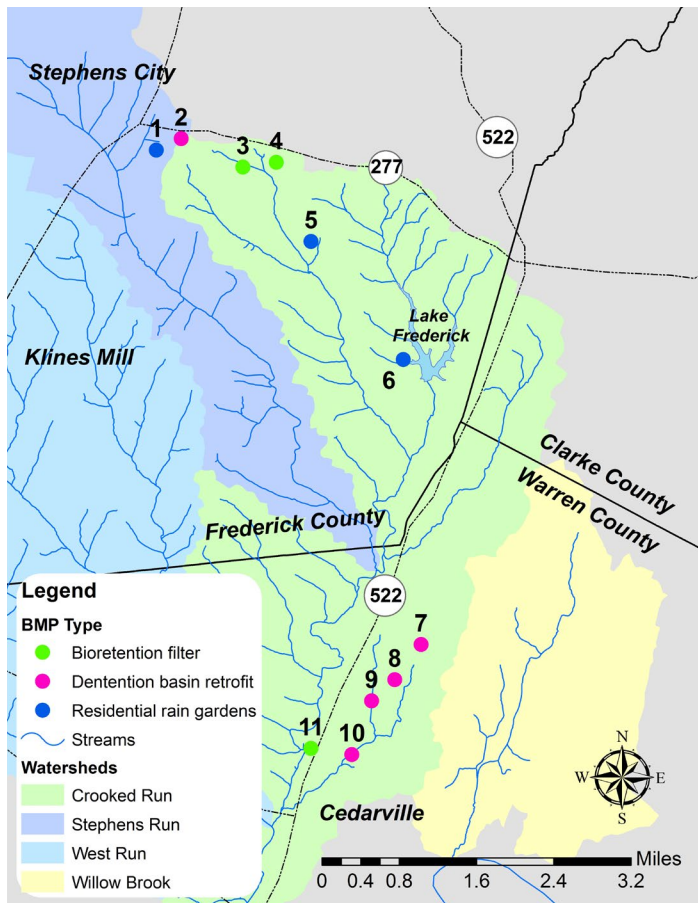 Stephens City
1
2
3
4
277
522
5
Lake
Frederick
Klines Mill
6
Clarke County
Warren County
Frederick County
522
Legend
BMP Type
Bioretention filter
Dentention basin retrofit
Residential rain gardens
Streams
Watersheds
Crooked Run
Stephens Run
West Run
Willow Brook
7
8
9
10
11
Cedarville
N
W E
S
Miles
0 0.4 0.8 1.6 2.4 3.2